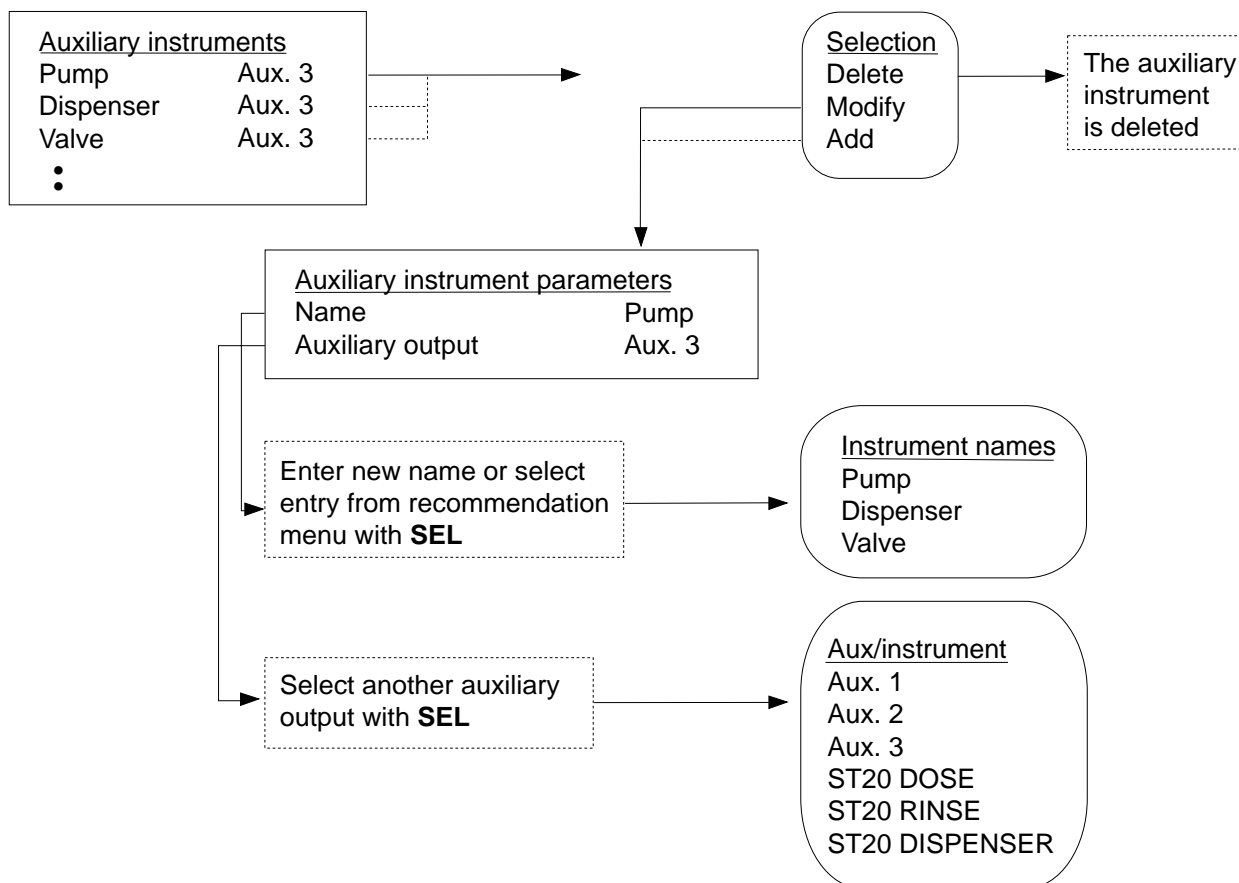 Auxiliary instruments
Pump Aux. 3
Dispenser Aux. 3
Valve Aux. 3
Selection
Delete
Modify
Add
The auxiliary
instrument
is deleted
Auxiliary instrument parameters
Name Pump
Auxiliary output Aux. 3
Enter new name or select
entry from recommendation
menu with SEL
Instrument names
Pump
Dispenser
Valve
Select another auxiliary
output with SEL
Aux/instrument
Aux. 1
Aux. 2
Aux. 3
ST20 DOSE
ST20 RINSE
ST20 DISPENSER